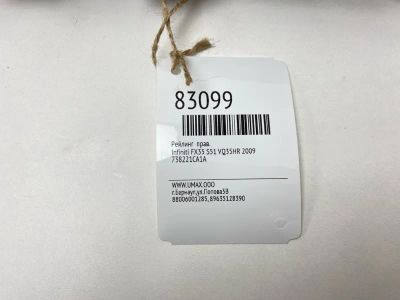 83099
Рейлинг прав.
Infiniti FX35 S51 VQ35HR 2009
738221CA1A
WWW.UMAX.OOO
г.Барнаул,ул.Попова5В
88006001285,89635128390